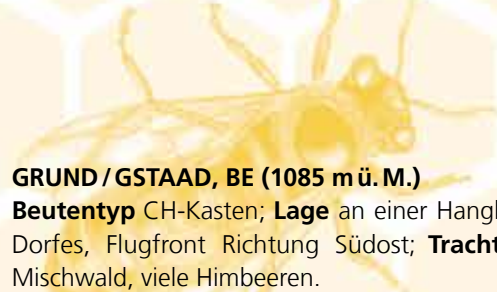 GRUND / GSTAAD, BE (1085 m ü. M.)
Beutentyp CH-Kasten; Lage an einer Hangl
Dorfes, Flugfront Richtung Südost; Tracht
Mischwald, viele Himbeeren.